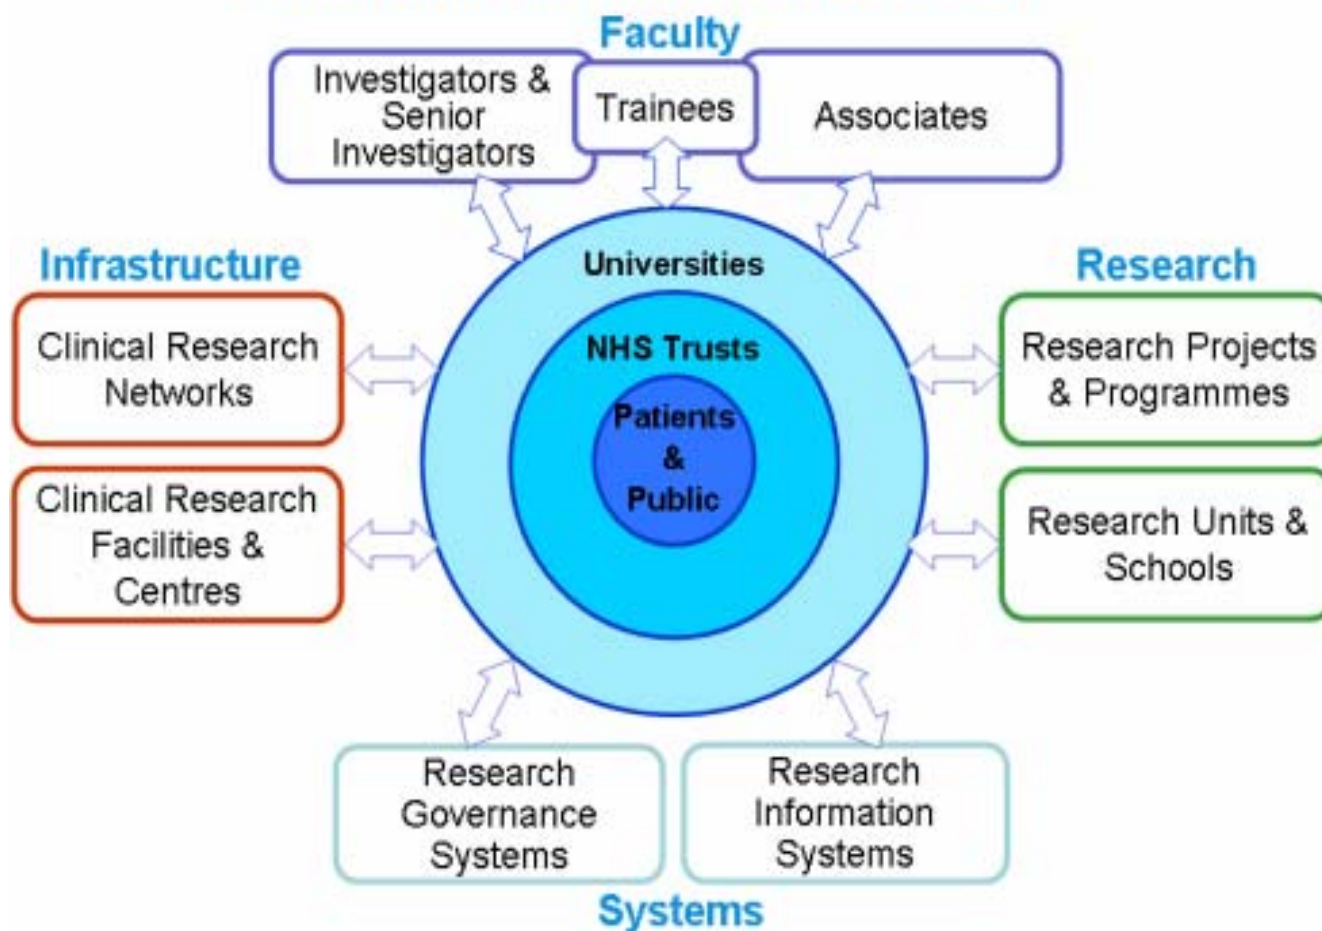 Faculty
Investigators &
Senior
Investigators
Trainees
Associates
Infrastructure
Clinical Research
Networks
Clinical Research
Facilities &
Centres
Universities
NHS Trusts
Patients
&
Public
Research
Research Projects
& Programmes
Research Units &
Schools
Research
Governance
Systems
Research
Information
Systems
Systems